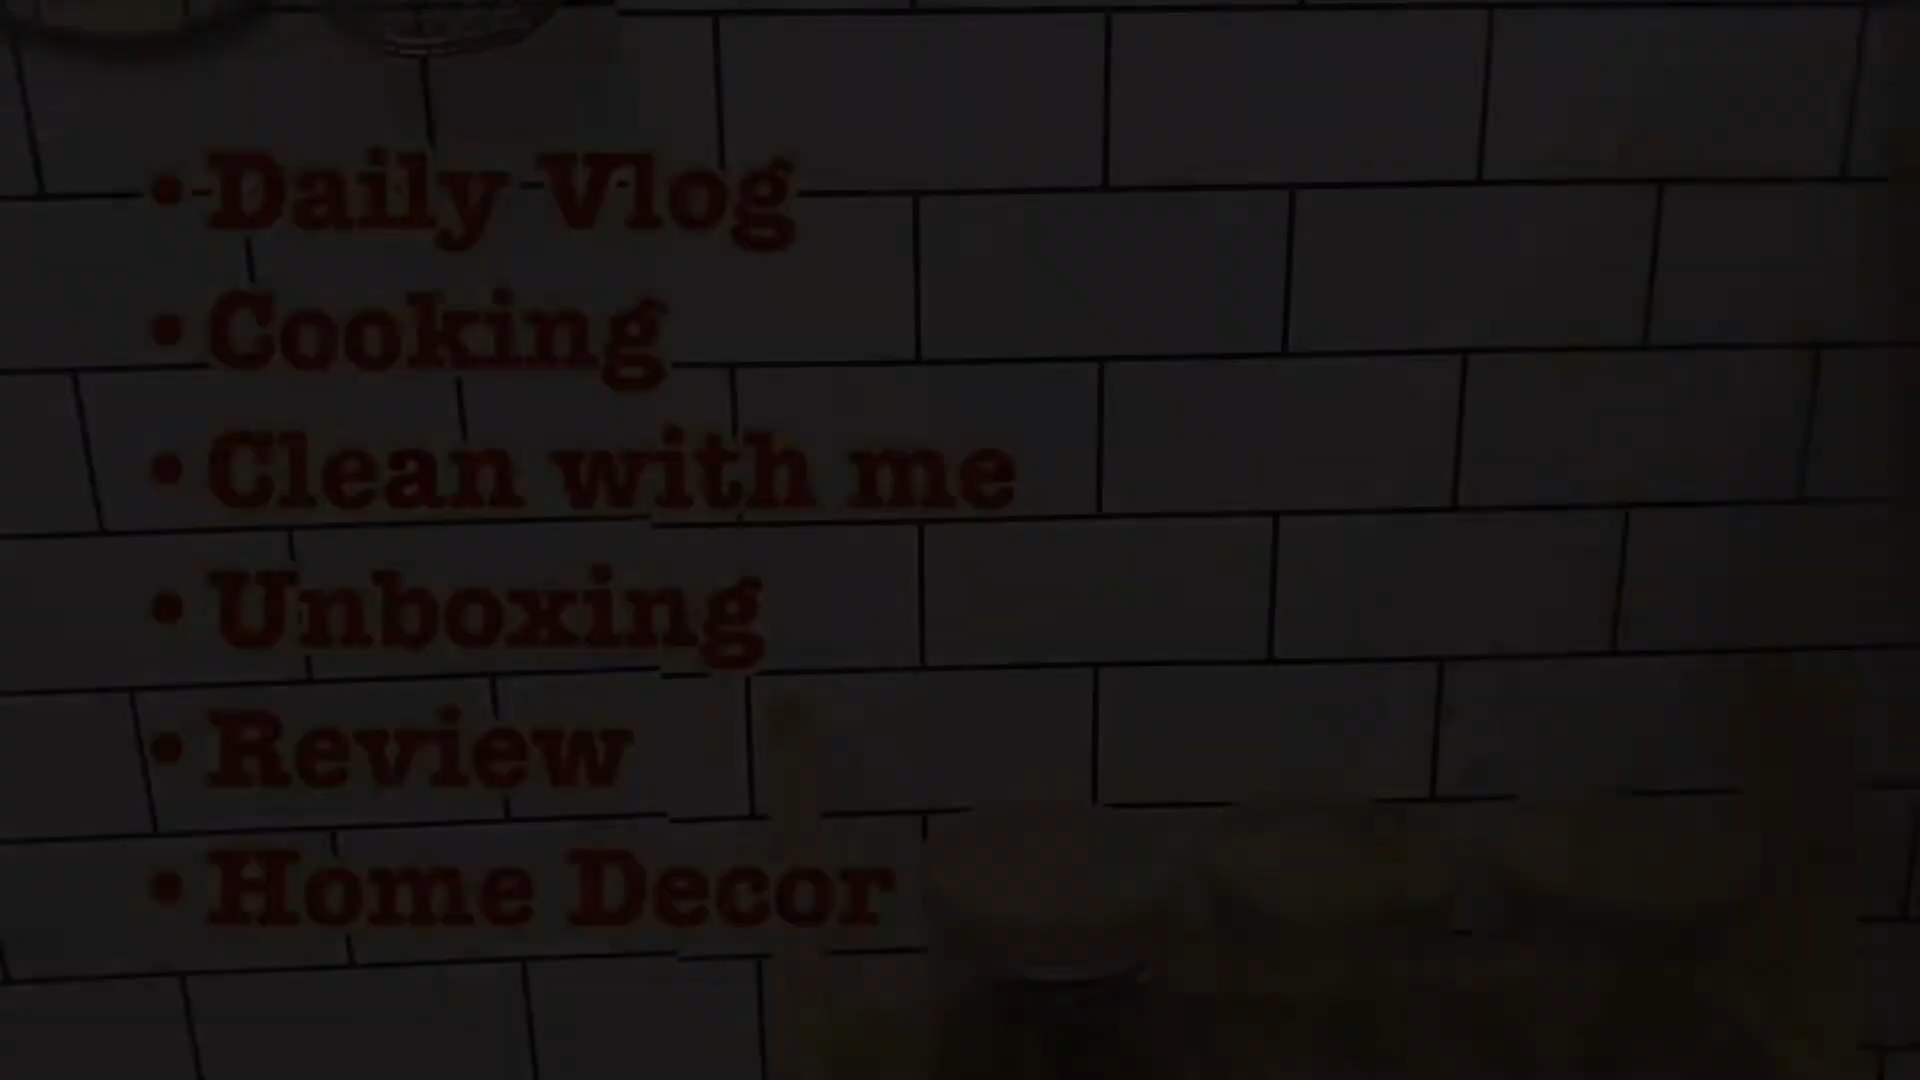 • Daily Vlog
• Cooking
• Clean with me
• Unboxing
• Review
• Home Decor